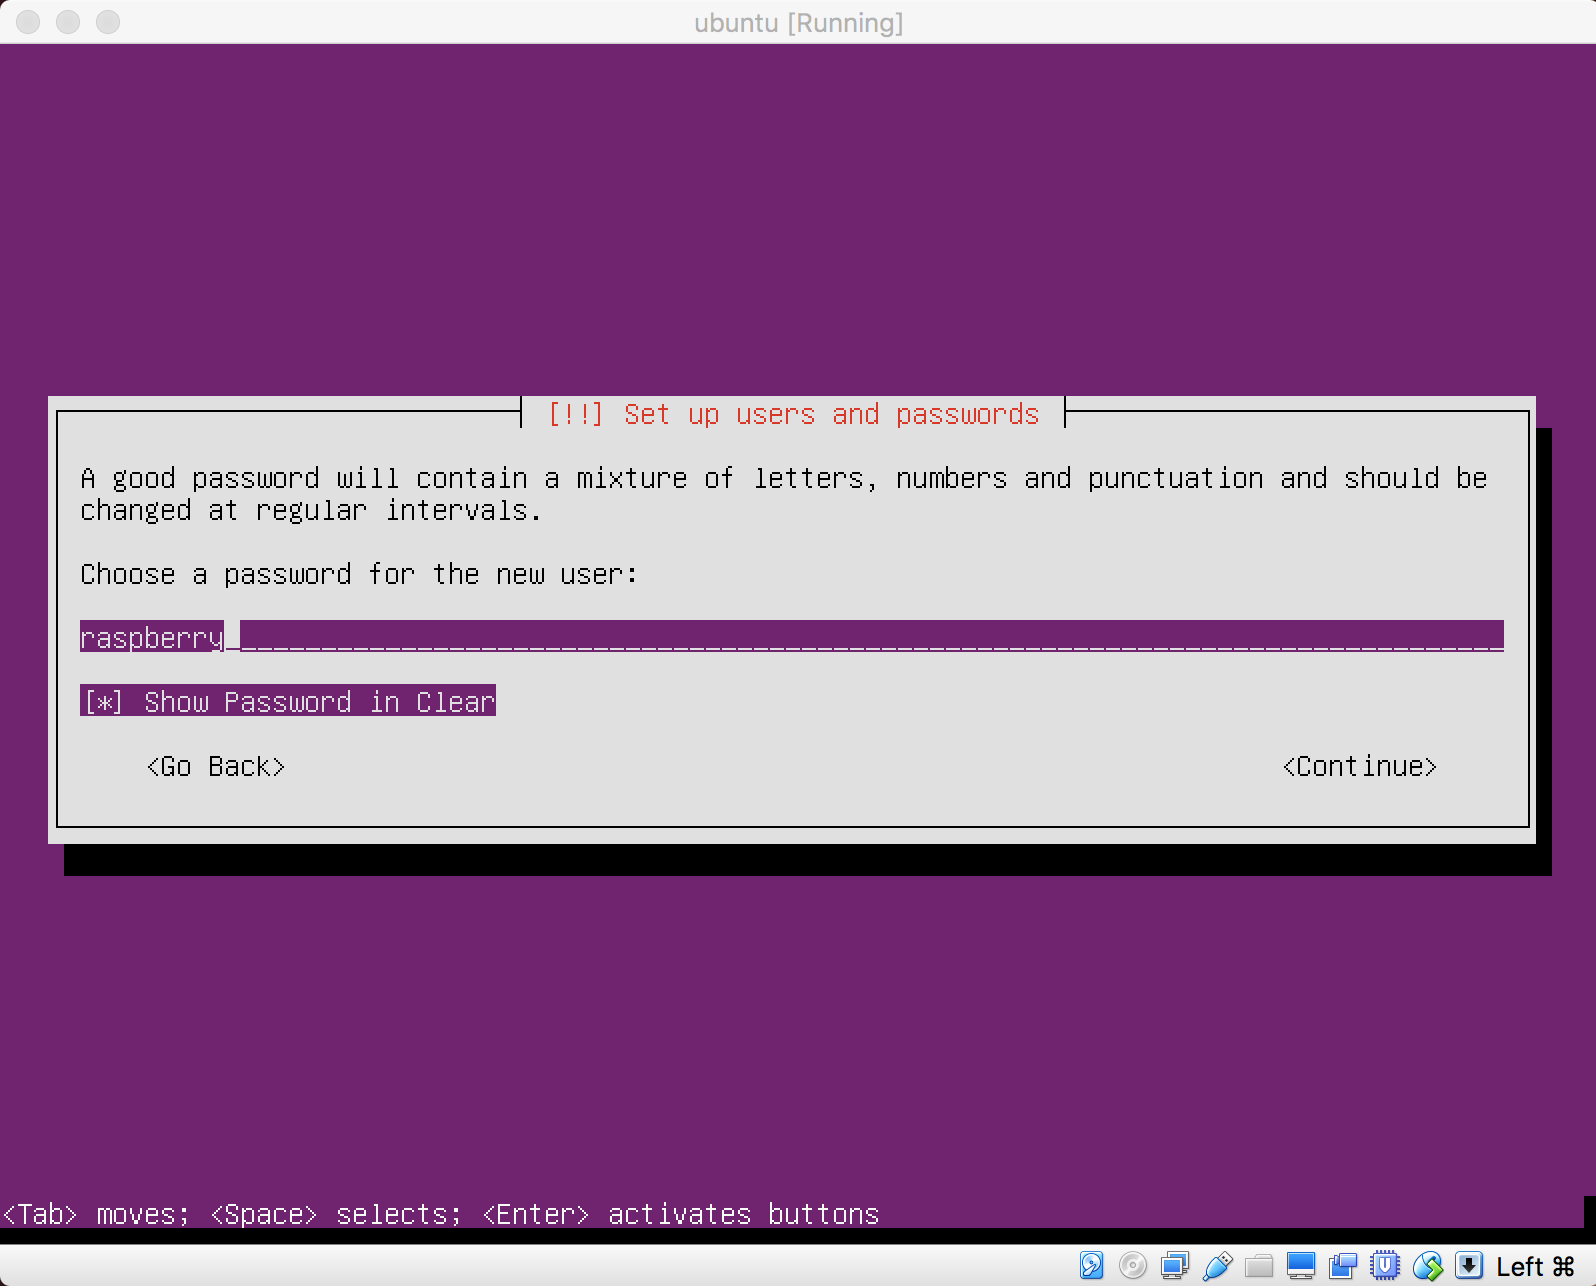 ubuntu [Running]
[!!] Set up users and passwords
A good password will contain a mixture of letters, numbers and punctuation and should be
changed at regular intervals.
Choose a password for the new user:
raspberry
[*] Show Password in Clear
<Go Back> <Continue>
<Tab> moves; <Space> selects; <Enter> activates buttons
Left ⌘